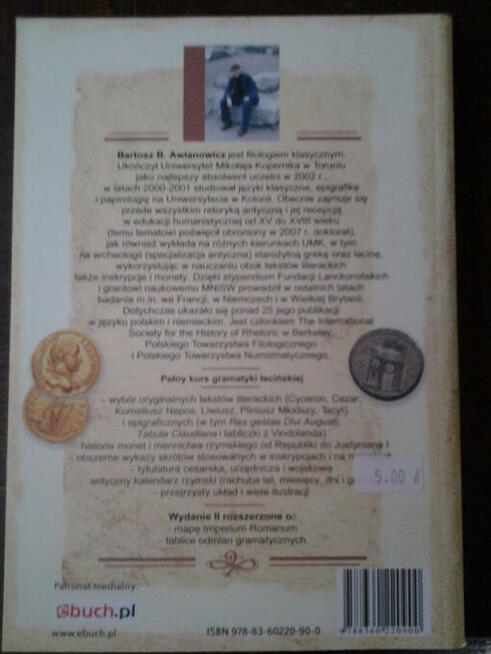 Bartosz B. Awianowicz jest filologiem klasycznym.
Ukończył Uniwersytet Mikołaja Kopernika w Toruniu
jako najlepszy absolwent uczelni w 2002 r.,
w latach 2000-2001 studiował języki klasyczne, epigrafikę
i papirologię na Uniwersytecie w Kolonii. Obecnie zajmuje się
przede wszystkim retoryką antyczną i jej recepcją
w edukacji humanistycznej od XV do XVIII wieku
(temu tematowi poświęcił obroniony w 2007 r. doktorat),
jak również wykłada na różnych kierunkach UMK, w tym
na archeologii (specjalizacja antyczna) starożytną grekę oraz łacinę,
wykorzystując w nauczaniu obok tekstów literackich
także inskrypcje i monety. Dzięki stypendium Fundacji Lanckorońskich
i grantowi naukowemu MNiSW prowadził w ostatnich latach
badania m.in. we Francji, w Niemczech i w Wielkiej Brytanii.
Dotychczas ukazało się ponad 25 jego publikacji
w języku polskim i niemieckim. Jest członkiem The International
Society for the History of Rhetoric w Berkeley,
Polskiego Towarzystwa Filologicznego
i Polskiego Towarzystwa Numizmatycznego.
Pełny kurs gramatyki łacińskiej
- wybór oryginalnych tekstów literackich (Cyceron, Cezar,
Korneliusz Nepos, Liwiusz, Pliniusz Młodszy, Tacyt)
i epigraficznych (w tym Res gestae Divi Augusti,
Tabula Claudiana i tabliczki z Vindolanda)
- historia monet i mennictwa rzymskiego od Republiki do Justyniana I
- obszerne wykazy skrótów stosowanych w inskrypcjach i na
- tytulatura cesarska, urzędnicza i wojskowa
antyczny kalendarz rzymski (rachuba lat, miesięcy, dni i
- przejrzysty układ i wiele ilustracji
5.00 zł
Wydanie II rozszerzone o:
mapę Imperium Romanum
tablice odmian gramatycznych
Patronat medialny:
ebuch.pl
www.ebuch.pl
ISBN 978-83-60220-90-0
9 788360 220900